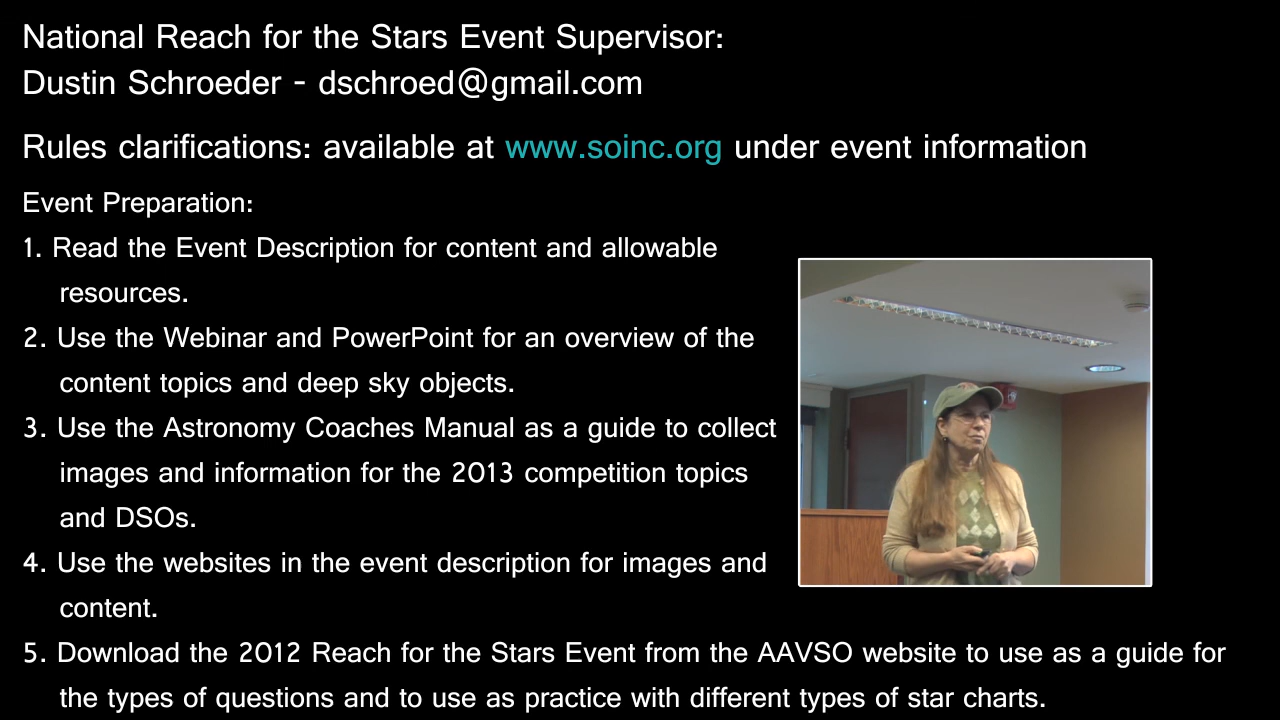 National Reach for the Stars Event Supervisor:
Dustin Schroeder - dschroed@gmail.com
Rules clarifications: available at www.soinc.org under event information
Event Preparation:
1. Read the Event Description for content and allowable
resources.
2. Use the Webinar and PowerPoint for an overview of the
content topics and deep sky objects.
3. Use the Astronomy Coaches Manual as a guide to collect
images and information for the 2013 competition topics
and DSOs.
4. Use the websites in the event description for images and
content.
5. Download the 2012 Reach for the Stars Event from the AAVSO website to use as a guide for
the types of questions and to use as practice with different types of star charts.